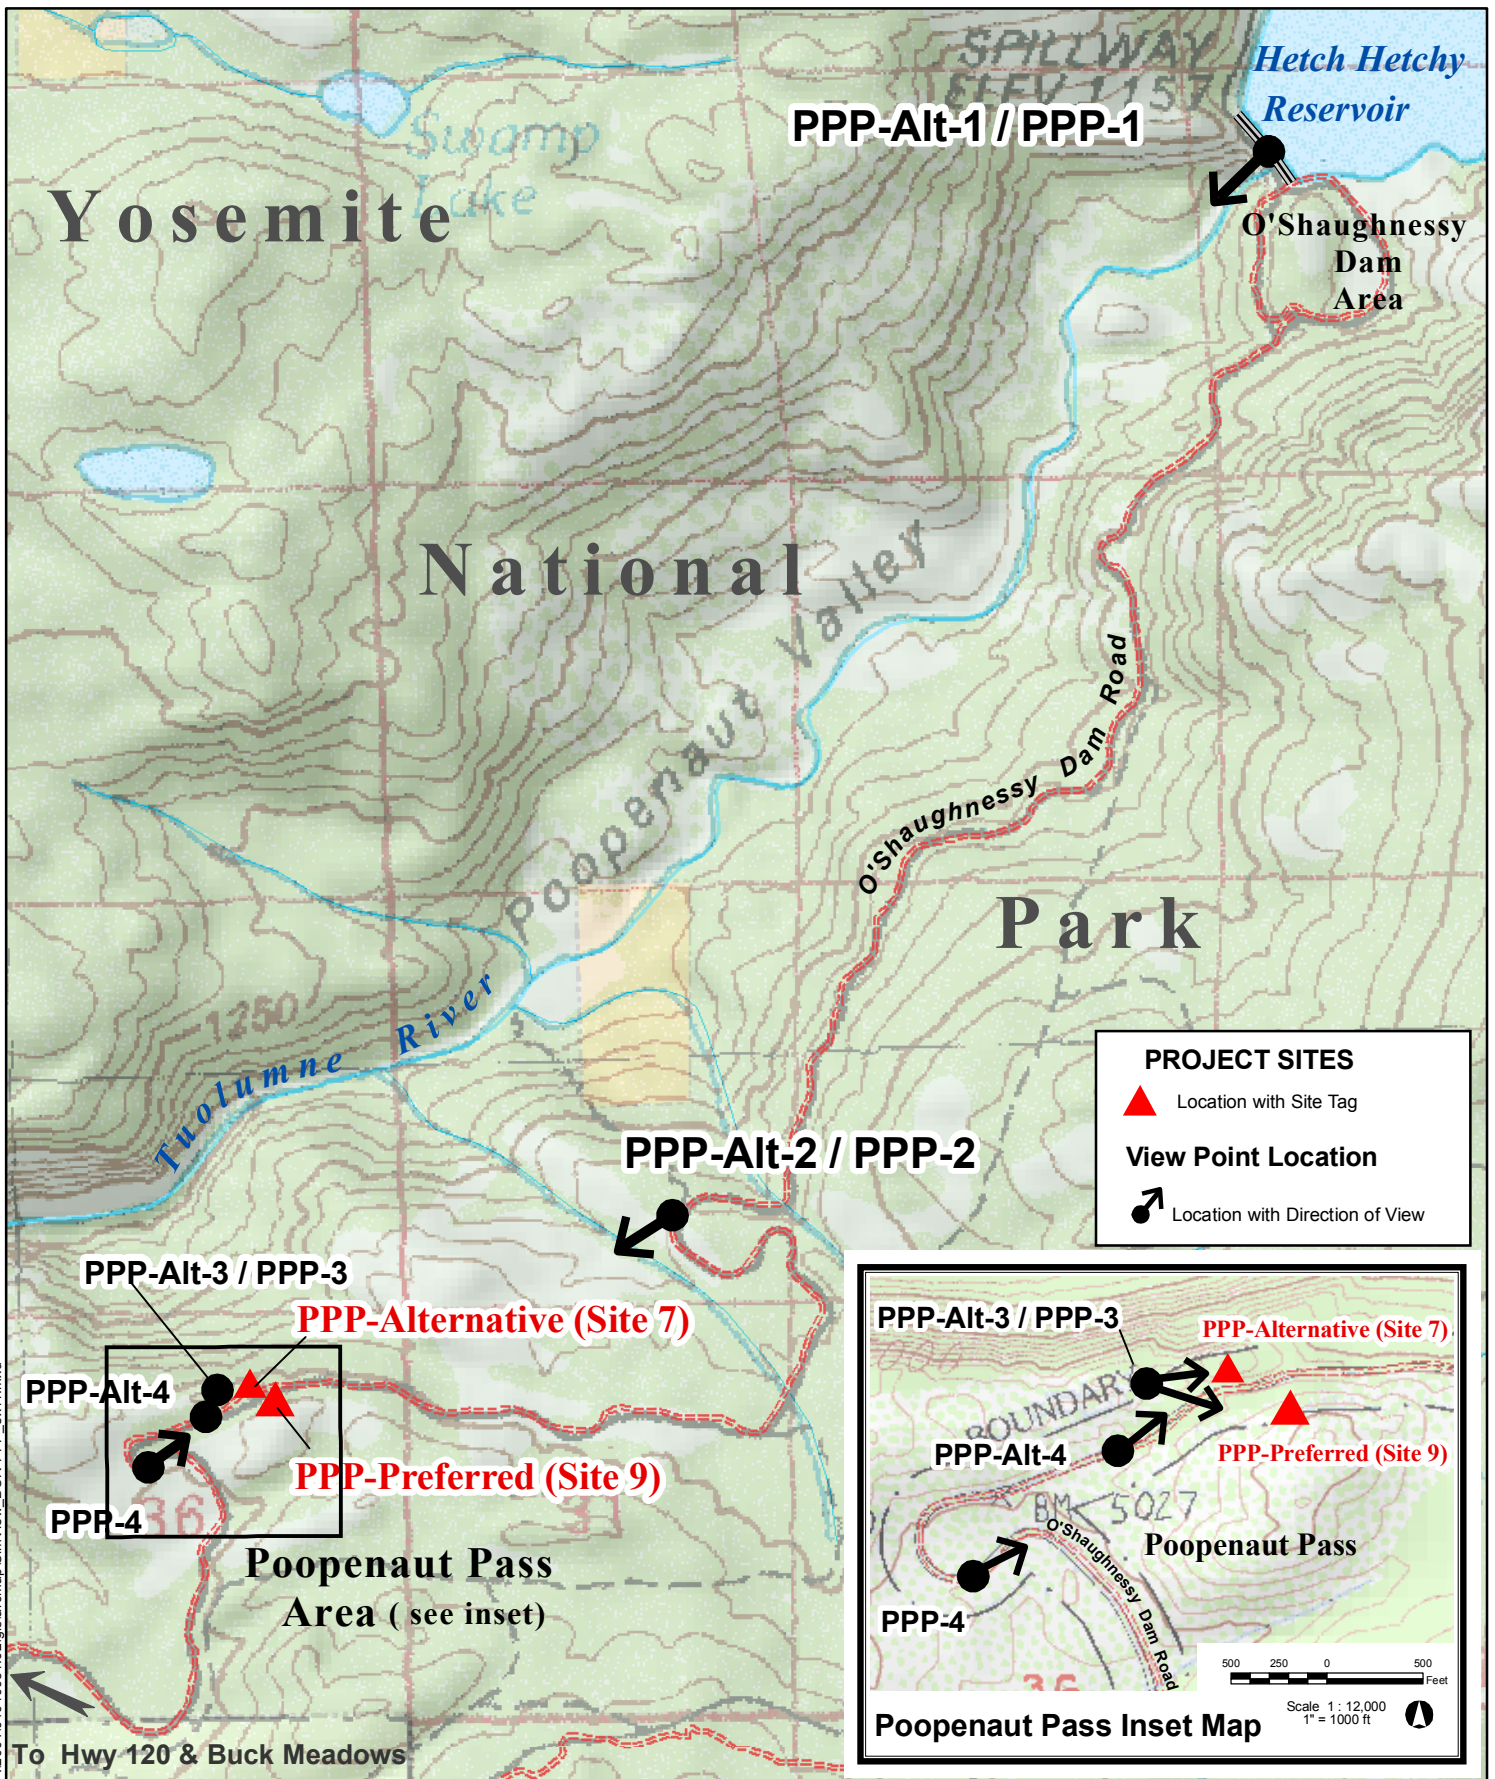 SPILLWAY
ELEV 1157
Hetch Hetchy
Reservoir
PPP-Alt-1 / PPP-1
Swamp
Lake
Yosemite
O'Shaughnessy
Dam
Area
National
Poopenaut Valley
O'Shaughnessy Dam Road
Park
1250
Tuolumne River
PROJECT SITES
Location with Site Tag
View Point Location
Location with Direction of View
PPP-Alt-2 / PPP-2
PPP-Alt-3 / PPP-3
PPP-Alternative (Site 7)
PPP-Alt-4
PPP-Preferred (Site 9)
PPP-4
36
31
Poopenaut Pass
Area ( see inset)
To Hwy 120 & Buck Meadows
PPP-Alt-3 / PPP-3
PPP-Alternative (Site 7)
BOUNDARY
PPP-Alt-4
PPP-Preferred (Site 9)
BM 5027
O'Shaughnessy Dam Road
Poopenaut Pass
PPP-4
36
500 250 0 500
Feet
Scale 1 : 12,000
1" = 1000 ft
Poopenaut Pass Inset Map